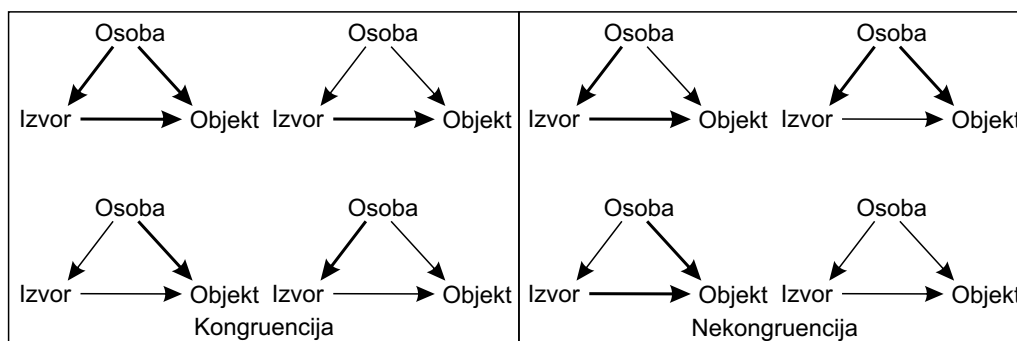 Osoba Osoba Osoba Osoba
Izvor Objekt Izvor Objekt Izvor Objekt Izvor Objekt
Osoba Osoba Osoba Osoba
Izvor Objekt Izvor Objekt Izvor Objekt Izvor Objekt
Kongruencija Nekongruencija